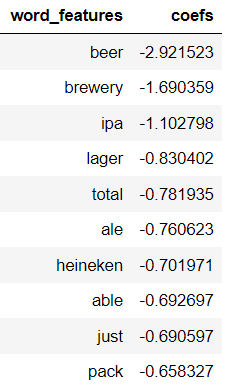 word_features coefs
beer -2.921523
brewery -1.690359
ipa -1.102798
lager -0.830402
total -0.781935
ale -0.760623
heineken -0.701971
able -0.692697
just -0.690597
pack -0.658327